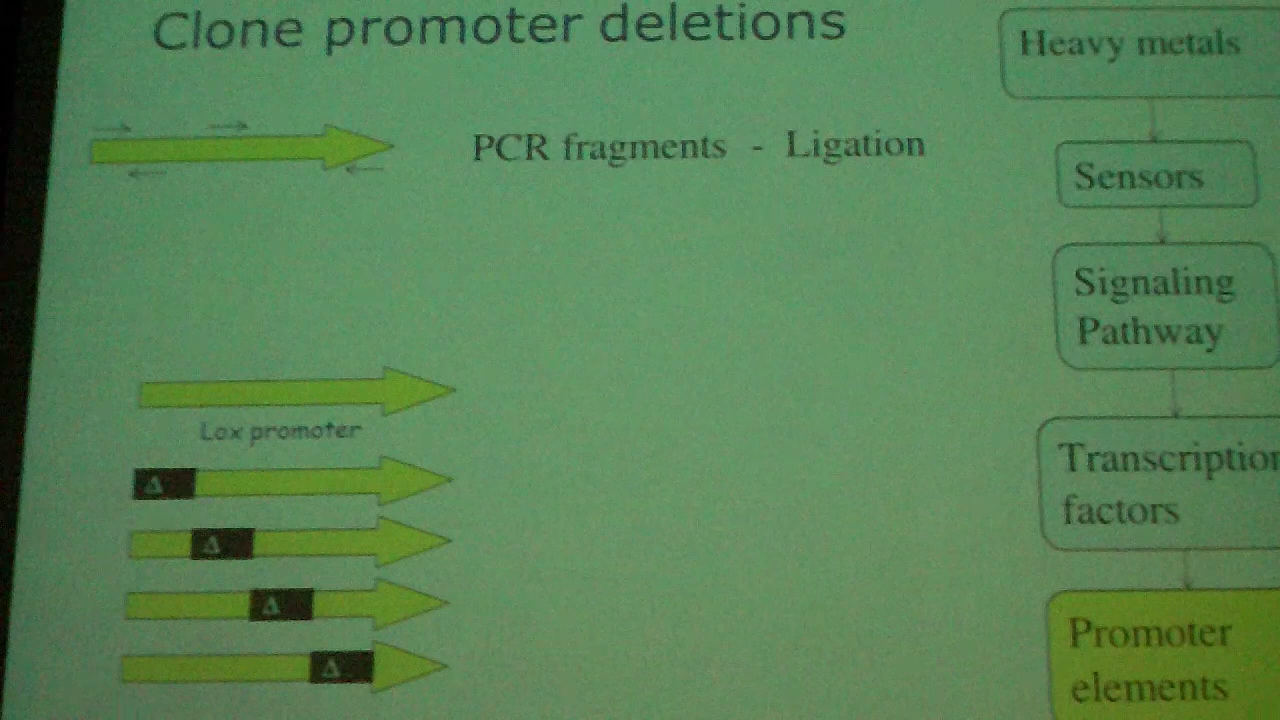 Clone promoter deletions
PCR fragments - Ligation
Lox promoter
Δ
Δ
Δ
Δ
Heavy metals
Sensors
Signaling
Pathway
Transcription
factors
Promoter
elements